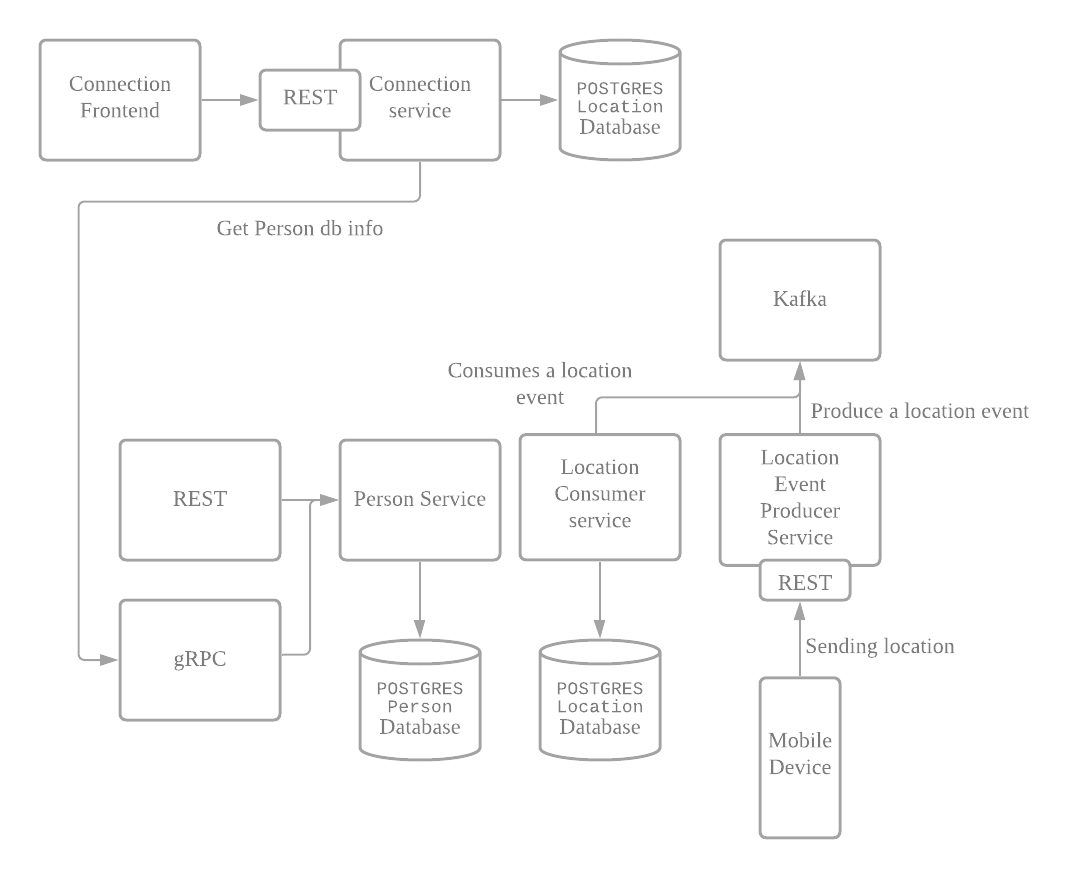 Connection
Frontend
REST
Connection
service
POSTGRES
Location
Database
Get Person db info
Kafka
Consumes a location
event
Produce a location event
REST
Person Service
Location
Consumer
service
Location
Event
Producer
Service
REST
gRPC
POSTGRES
Person
Database
POSTGRES
Location
Database
Sending location
Mobile
Device